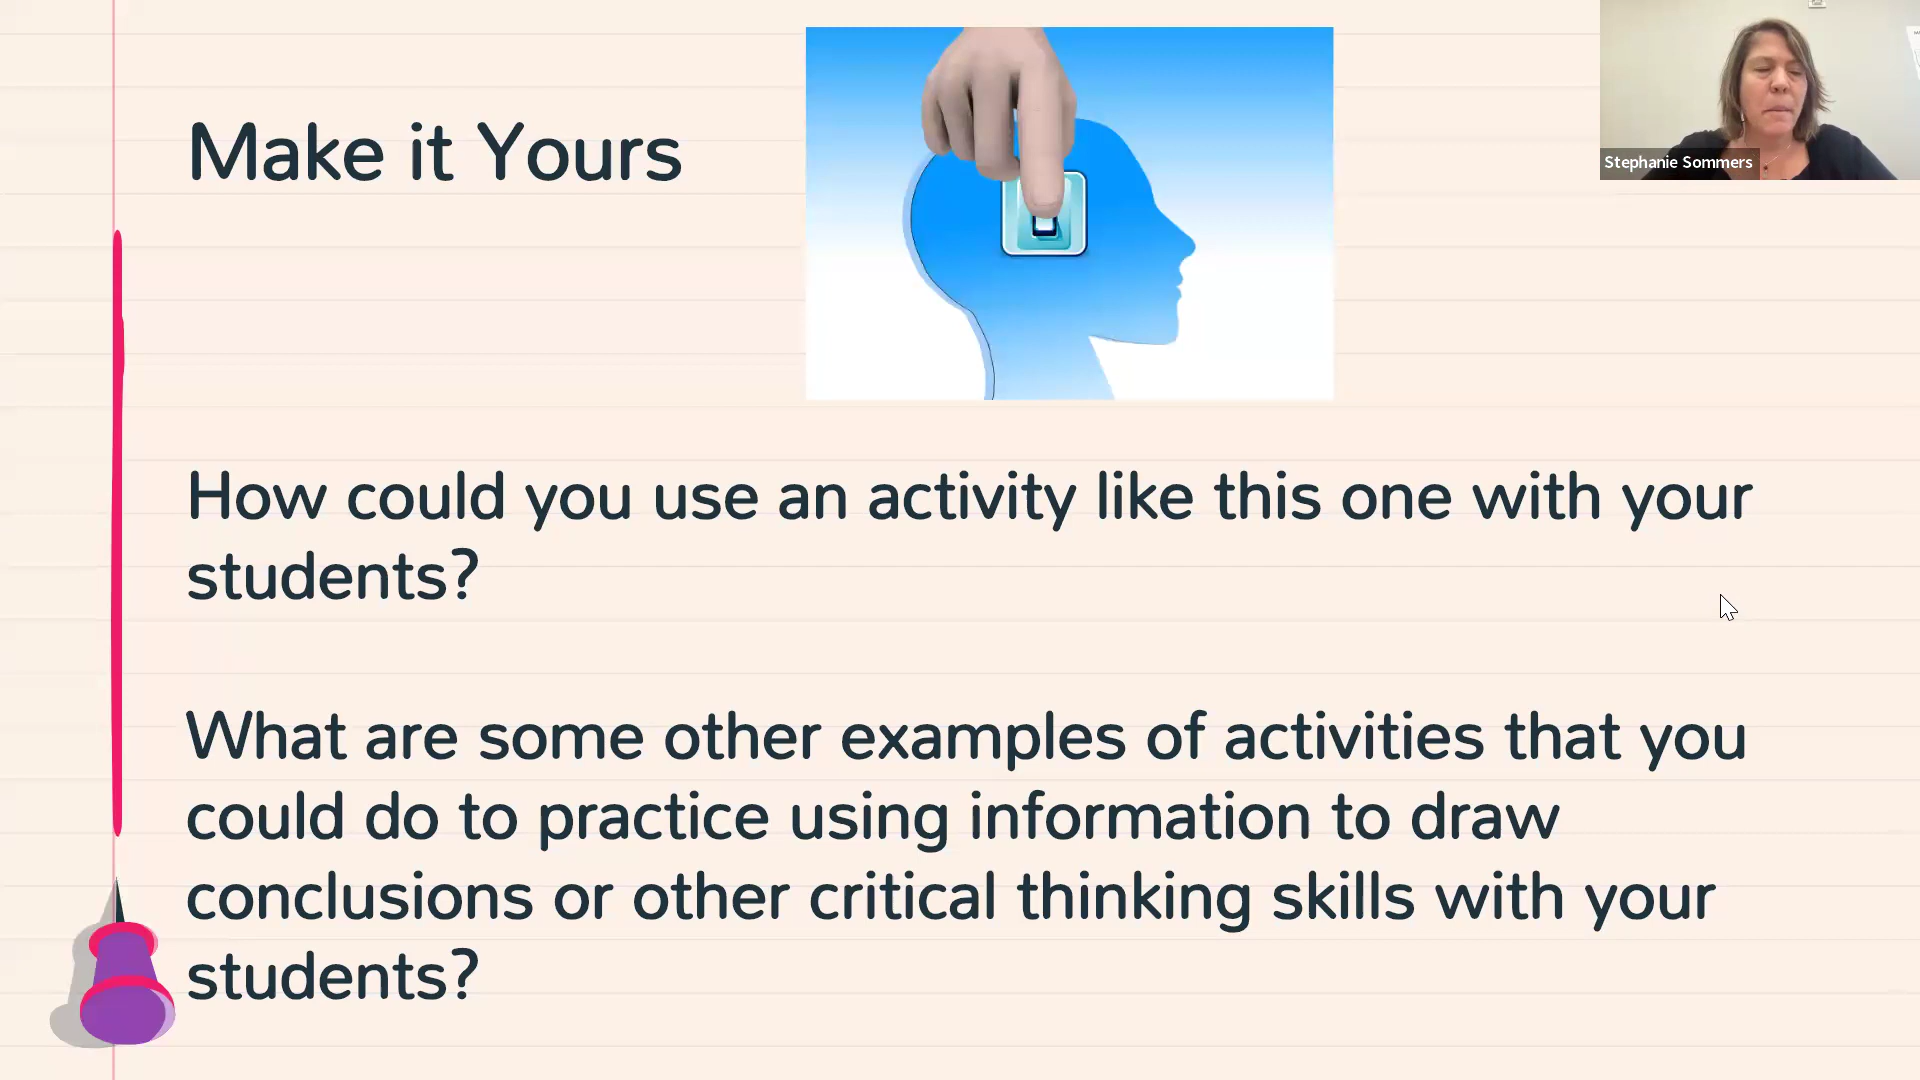 Make it Yours
Stephanie Sommers
How could you use an activity like this one with your
students?
What are some other examples of activities that you
could do to practice using information to draw
conclusions or other critical thinking skills with your
students?